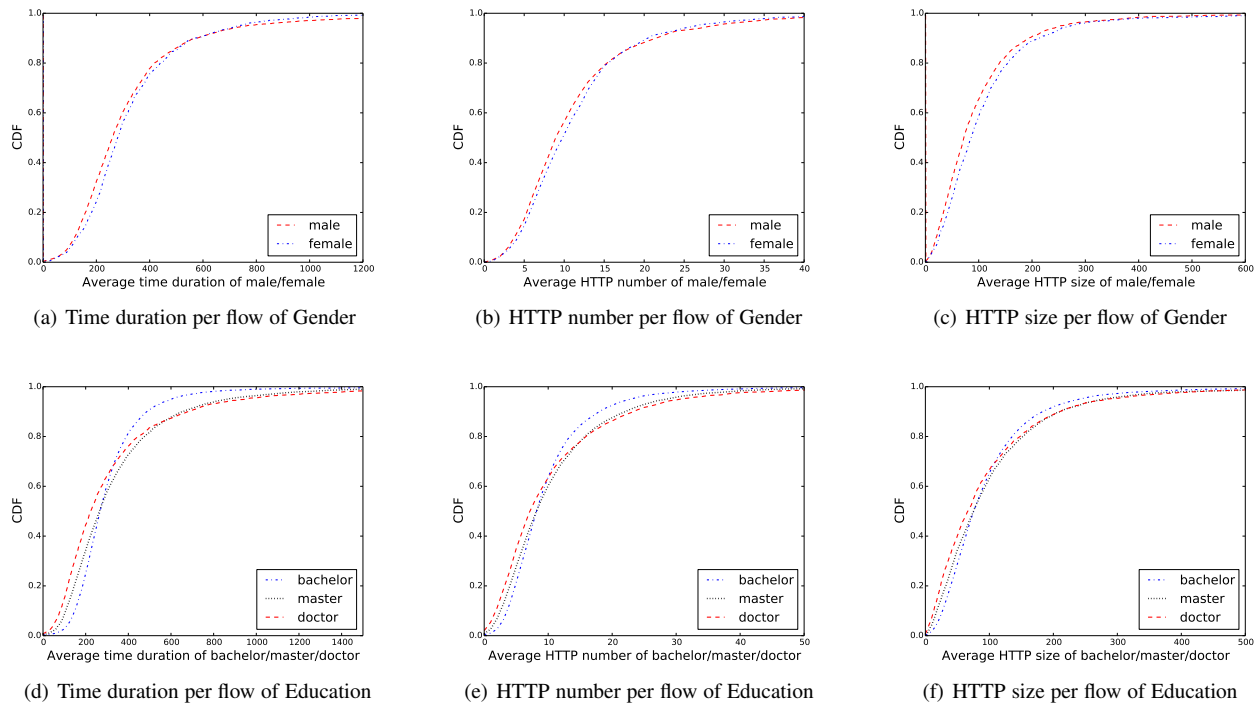 CDF
1.0
0.8
0.6
0.4
0.2
0.0
0 200 400 600 800 1000 1200
male
female
Average time duration of male/female
(a) Time duration per flow of Gender
CDF
1.0
0.8
0.6
0.4
0.2
0.0
0 5 10 15 20 25 30 35 40
male
female
Average HTTP number of male/female
(b) HTTP number per flow of Gender
CDF
1.0
0.8
0.6
0.4
0.2
0.0
0 100 200 300 400 500 600
male
female
Average HTTP size of male/female
(c) HTTP size per flow of Gender
CDF
1.0
0.8
0.6
0.4
0.2
0.0
0 200 400 600 800 1000 1200 1400
bachelor
master
doctor
Average time duration of bachelor/master/doctor
(d) Time duration per flow of Education
CDF
1.0
0.8
0.6
0.4
0.2
0.0
0 10 20 30 40 50
bachelor
master
doctor
Average HTTP number of bachelor/master/doctor
(e) HTTP number per flow of Education
CDF
1.0
0.8
0.6
0.4
0.2
0.0
0 100 200 300 400 500
bachelor
master
doctor
Average HTTP size of bachelor/master/doctor
(f) HTTP size per flow of Education